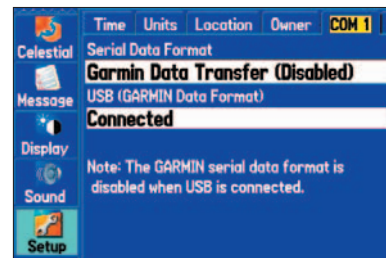 Time Units Location Owner COM 1
Celestial
Message
Display
Sound
Setup
Serial Data Format
Garmin Data Transfer (Disabled)
USB (GARMIN Data Format)
Connected
Note: The GARMIN serial data format is
disabled when USB is connected.